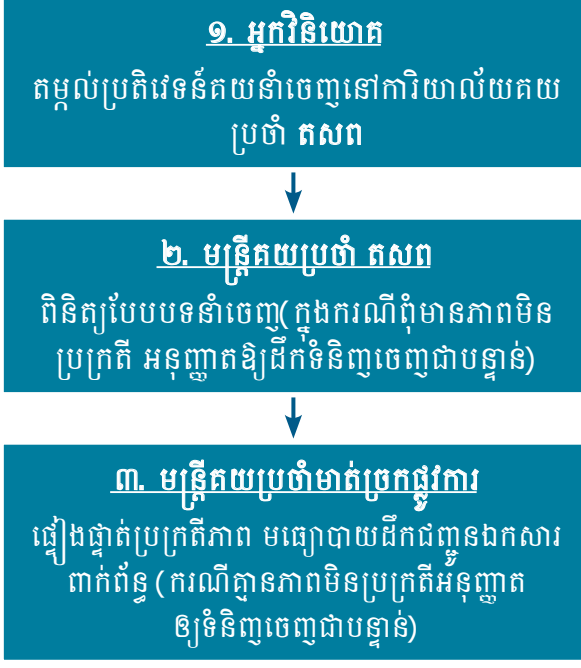 ១. អ្នកវិនិយោគ
តម្កល់ប្រតិវេទន៍គយនាំចេញនៅការិយាល័យគយ
ប្រចាំ តសព
២. មន្ត្រីគយប្រចាំ តសព
ពិនិត្យបែបបទនាំចេញ( ក្នុងករណីពុំមានភាពមិន
ប្រក្រតី អនុញ្ញាតឱ្យដឹកទំនិញចេញជាបន្ទាន់)
៣. មន្ត្រីគយប្រចាំមាត់ច្រកផ្លូវការ
ផ្ទៀងផ្ទាត់ប្រក្រតីភាព មធ្យោបាយដឹកជញ្ជូនឯកសារ
ពាក់ព័ន្ធ ( ករណីគ្មានភាពមិនប្រក្រតីអនុញ្ញាត
ឲ្យទំនិញចេញជាបន្ទាន់)